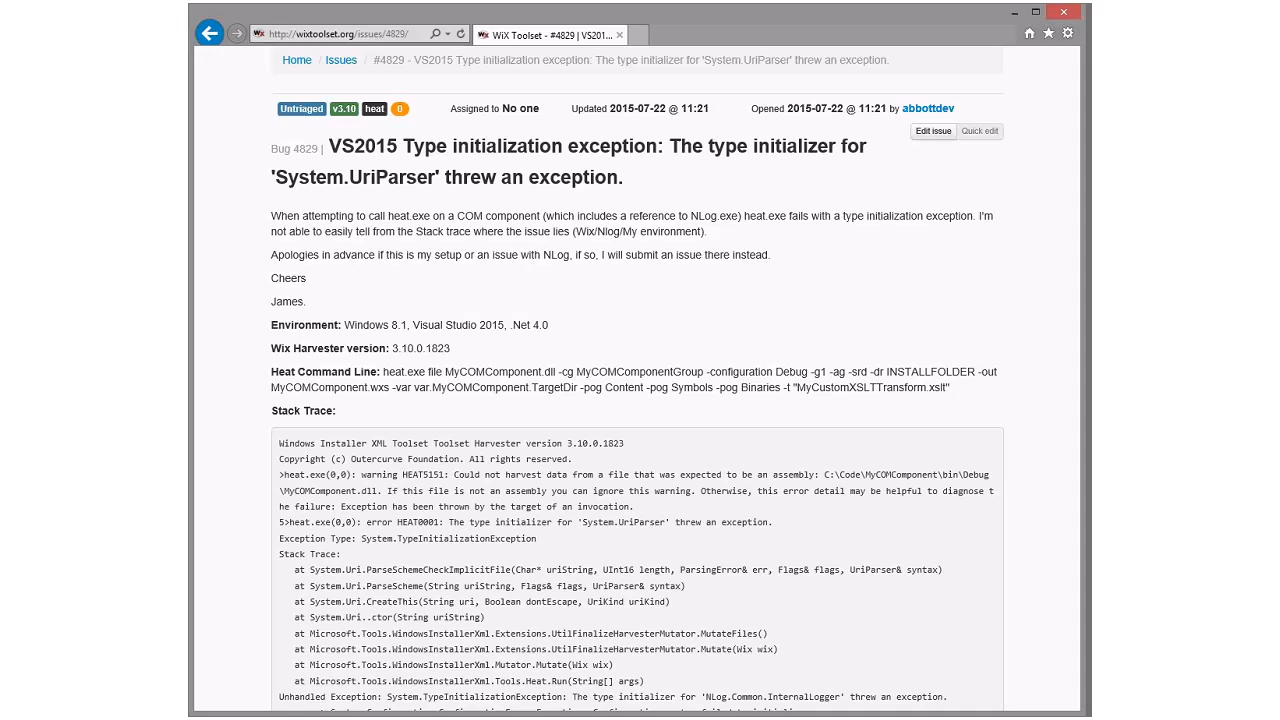 http://wixtoolset.org/issues/4829/
WiX Toolset - #4829 | VS201...
Home / Issues / #4829 - VS2015 Type initialization exception: The type initializer for 'System.UriParser' threw an exception.
Untriaged v3.10 heat 0 Assigned to No one Updated 2015-07-22 @ 11:21 Opened 2015-07-22 @ 11:21 by abbottdev
Edit issue Quick edit
Bug 4829 | VS2015 Type initialization exception: The type initializer for
'System.UriParser' threw an exception.
When attempting to call heat.exe on a COM component (which includes a reference to NLog.exe) heat.exe fails with a type initialization exception. I'm
not able to easily tell from the Stack trace where the issue lies (Wix/Nlog/My environment).
Apologies in advance if this is my setup or an issue with NLog, if so, I will submit an issue there instead.
Cheers
James.
Environment: Windows 8.1, Visual Studio 2015, .Net 4.0
Wix Harvester version: 3.10.0.1823
Heat Command Line: heat.exe file MyCOMComponent.dll -cg MyCOMComponentGroup -configuration Debug -g1 -ag -srd -dr INSTALLFOLDER -out
MyCOMComponent.wxs -var var.MyCOMComponent.TargetDir -pog Content -pog Symbols -pog Binaries -t "MyCustomXSLTTransform.xslt"
Stack Trace:
Windows Installer XML Toolset Toolset Harvester version 3.10.0.1823
Copyright (c) Outercurve Foundation. All rights reserved.
>heat.exe(0,0): warning HEAT5151: Could not harvest data from a file that was expected to be an assembly: C:\Code\MyCOMComponent\bin\Debug
\MyCOMComponent.dll. If this file is not an assembly you can ignore this warning. Otherwise, this error detail may be helpful to diagnose t
he failure: Exception has been thrown by the target of an invocation.
5>heat.exe(0,0): error HEAT0001: The type initializer for 'System.UriParser' threw an exception.
Exception Type: System.TypeInitializationException
Stack Trace:
at System.Uri.ParseSchemeCheckImplicitFile(Char* uriString, UInt16 length, ParsingError& err, Flags& flags, UriParser& syntax)
at System.Uri.ParseScheme(String uriString, Flags& flags, UriParser& syntax)
at System.Uri.CreateThis(String uri, Boolean dontEscape, UriKind uriKind)
at System.Uri..ctor(String uriString)
at Microsoft.Tools.WindowsInstallerXml.Extensions.UtilFinalizeHarvesterMutator.MutateFiles()
at Microsoft.Tools.WindowsInstallerXml.Extensions.UtilFinalizeHarvesterMutator.Mutate(Wix wix)
at Microsoft.Tools.WindowsInstallerXml.Mutator.Mutate(Wix wix)
at Microsoft.Tools.WindowsInstallerXml.Tools.Heat.Run(String[] args)
Unhandled Exception: System.TypeInitializationException: The type initializer for 'NLog.Common.InternalLogger' threw an exception.